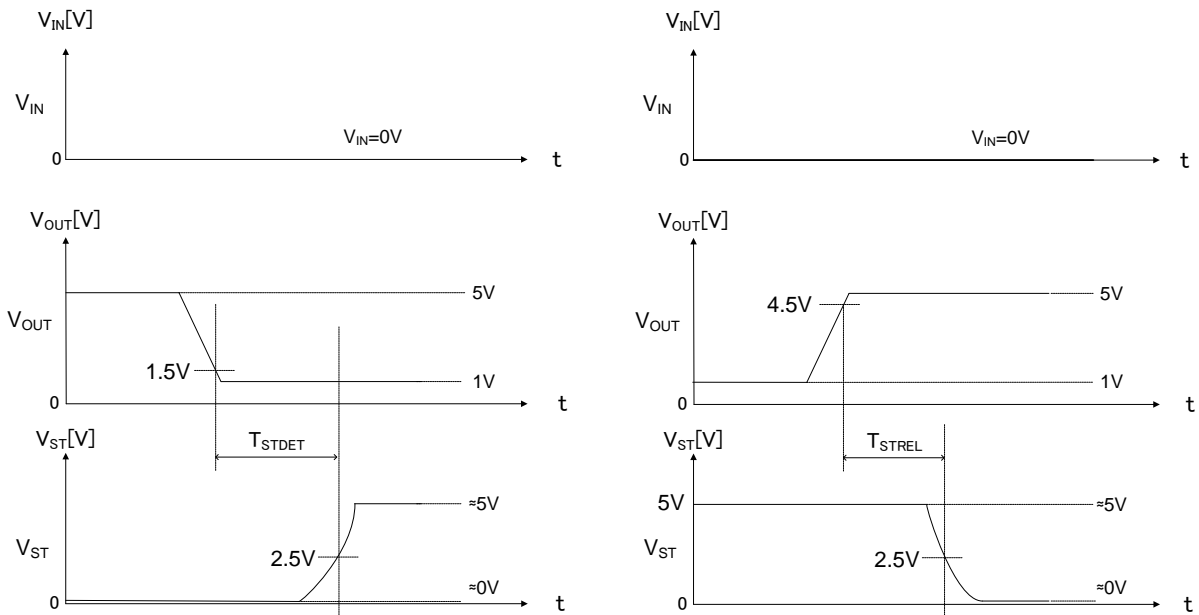 V_IN[V]
V_IN
V_IN=0V
0
t
V_OUT[V]
5V
V_OUT
1.5V
1V
0
t
V_ST[V]
T_STDET
≈5V
V_ST
2.5V
≈0V
0
t
V_IN[V]
V_IN
V_IN=0V
0
t
V_OUT[V]
5V
4.5V
V_OUT
1V
0
t
V_ST[V]
T_STREL
5V
≈5V
V_ST
2.5V
≈0V
0
t